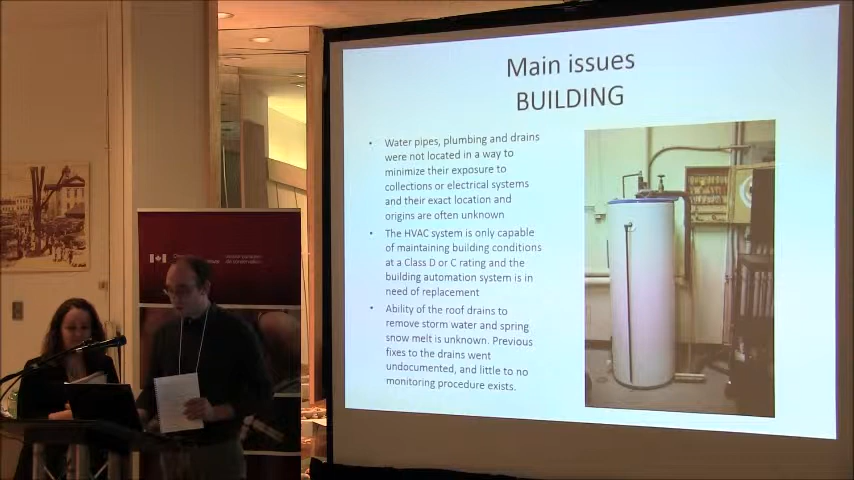 Main issues
BUILDING
• Water pipes, plumbing and drains
were not located in a way to
minimize their exposure to
collections or electrical systems
and their exact location and
origins are often unknown
• The HVAC system is only capable
of maintaining building conditions
at a Class D or C rating and the
building automation system is in
need of replacement
• Ability of the roof drains to
remove storm water and spring
snow melt is unknown. Previous
fixes to the drains went
undocumented, and little to no
monitoring procedure exists.